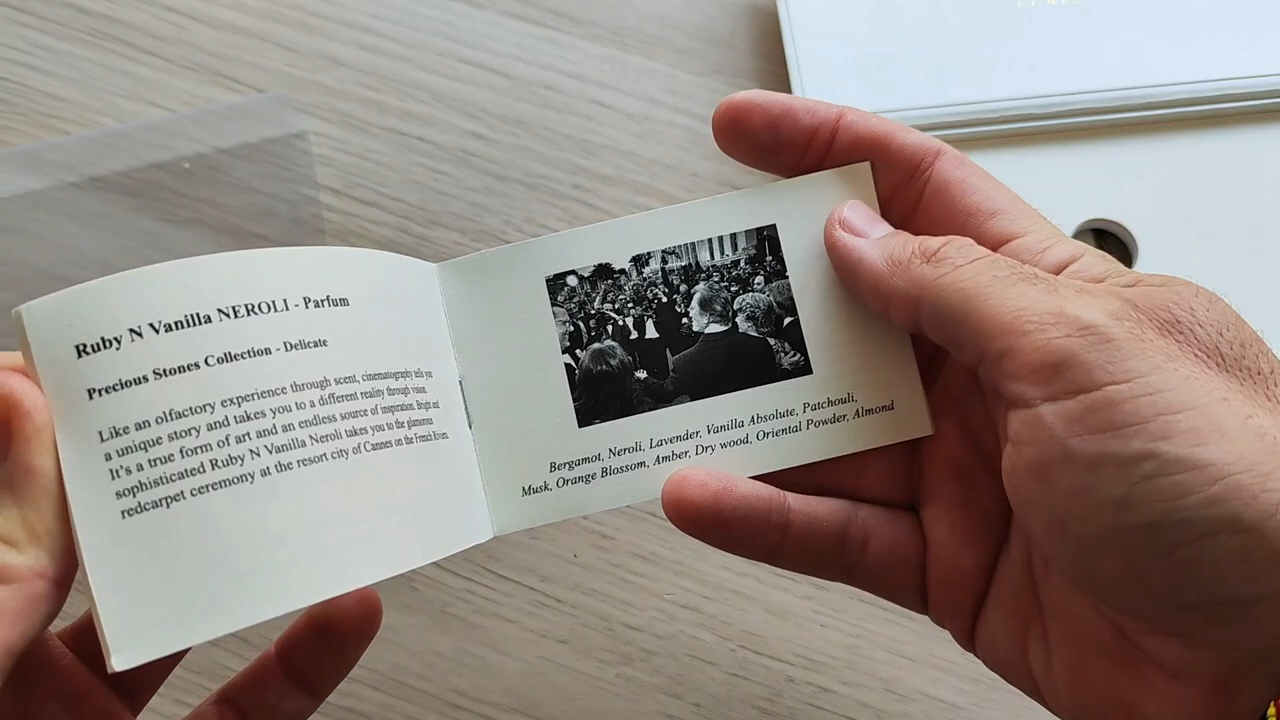 Ruby N Vanilla NEROLI - Parfum
Precious Stones Collection - Delicate
Like an olfactory experience through scent, cinematography tells you
a unique story and takes you to a different reality through vision.
It's a true form of art and an endless source of inspiration. Bright and
sophisticated Ruby N Vanilla Neroli takes you to the glamorous
redcarpet ceremony at the resort city of Cannes on the French Riviera.
Bergamot, Neroli, Lavender, Vanilla Absolute, Patchouli,
Musk, Orange Blossom, Amber, Dry wood, Oriental Powder, Almond